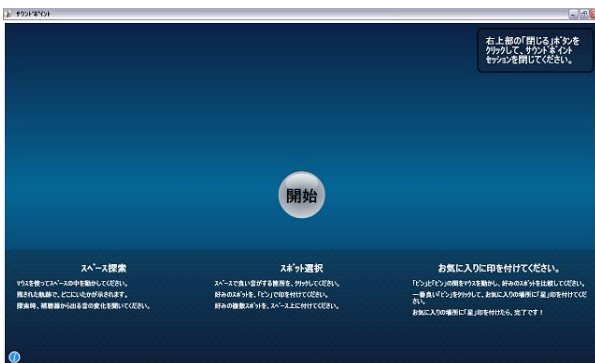 サウンドポイント
右上部の「閉じる」ボタンを
クリックして、サウンドポイント
セッションを閉じてください。
開始
スペース探索
マウスを使ってスペースの中を動かしてください。
残された軌跡で、どこにいたかが示されます。
探索時、補聴器から出る音の変化を聞いてください。
スポット選択
スペースで良い音がする箇所を、クリックしてください。
好みのスポットを、「ピン」で印を付けてください。
好みの複数スポットを、スペース上に付けてください。
お気に入りに印を付けてください。
「ピン」と「ピン」の間をマウスを動かし、好みのスポットを比較してください。
一番良い「ピン」をクリックして、お気に入りの場所に「星」印を付けてくだ
さい。
お気に入りの場所に「星」印を付けたら、完了です！